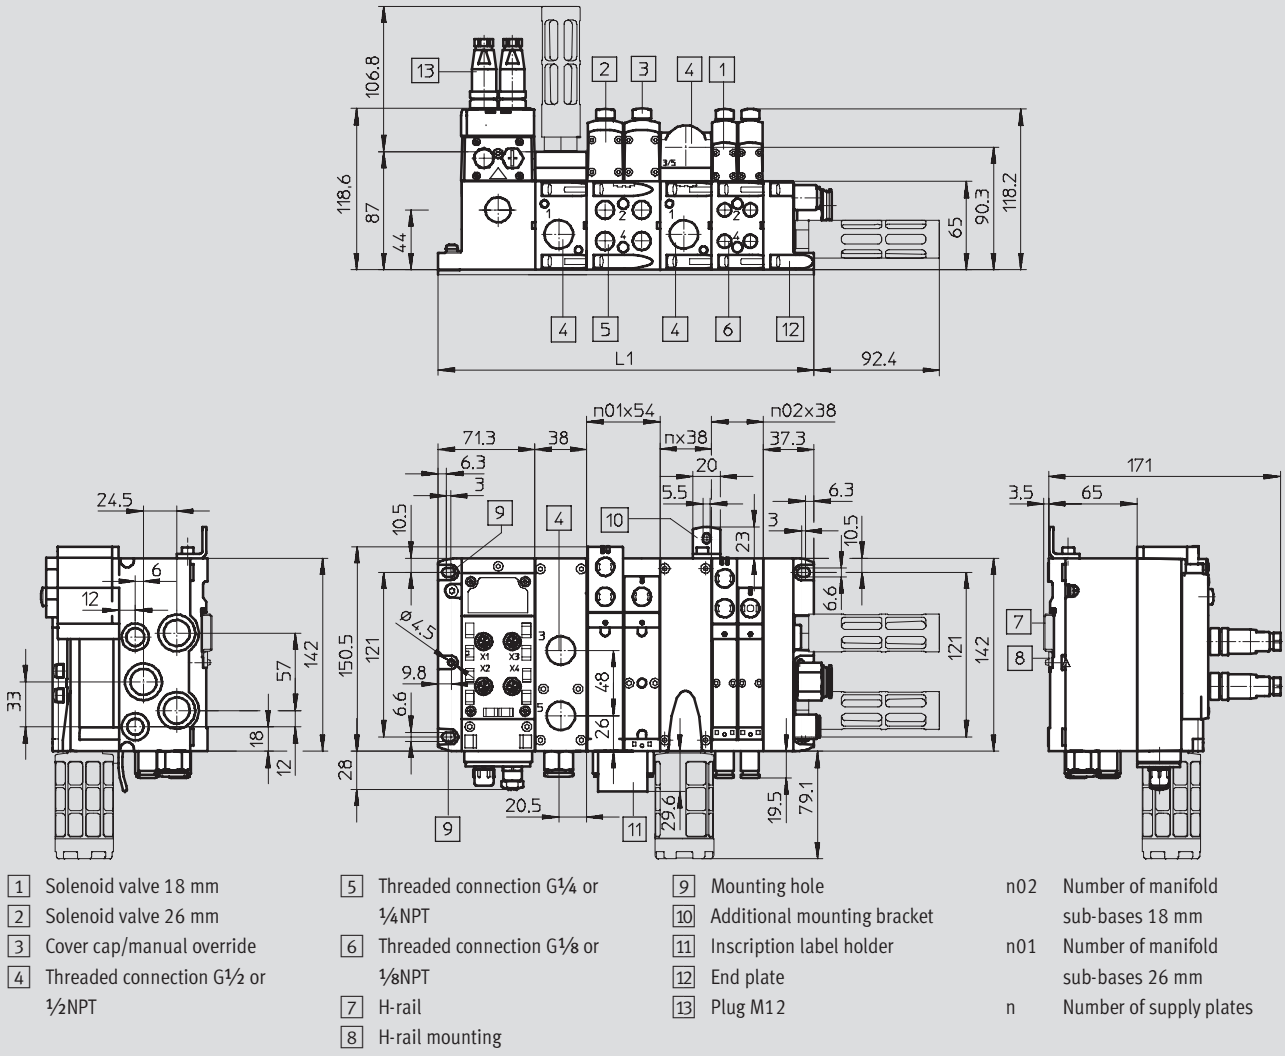 106.8
118.6
87
44
13
2
3
4
1
3/5
1
2
4
1
2
4
65
90.3
118.2
4
5
4
6
12
L1
92.4
n01x54
n02x38
71.3
38
nx38
37.3
6.3
3
20
5.5
6.3
3
10.5
9
4
10
23
10.5
6.6
24.5
6
12
33
57
142
18
12
150.5
121
Ø4.5
9.8
6.6
28
X1 X3
X2 X4
3
5
48
26
20.5
29.6
19.5
79.1
121
142
9
11
171
3.5
65
7
8
1 Solenoid valve 18 mm
2 Solenoid valve 26 mm
3 Cover cap/manual override
4 Threaded connection G½ or
½NPT
5 Threaded connection G¼ or
¼NPT
6 Threaded connection G⅛ or
⅛NPT
7 H-rail
8 H-rail mounting
9 Mounting hole
10 Additional mounting bracket
11 Inscription label holder
12 End plate
13 Plug M12
n02 Number of manifold
sub-bases 18 mm
n01 Number of manifold
sub-bases 26 mm
n Number of supply plates